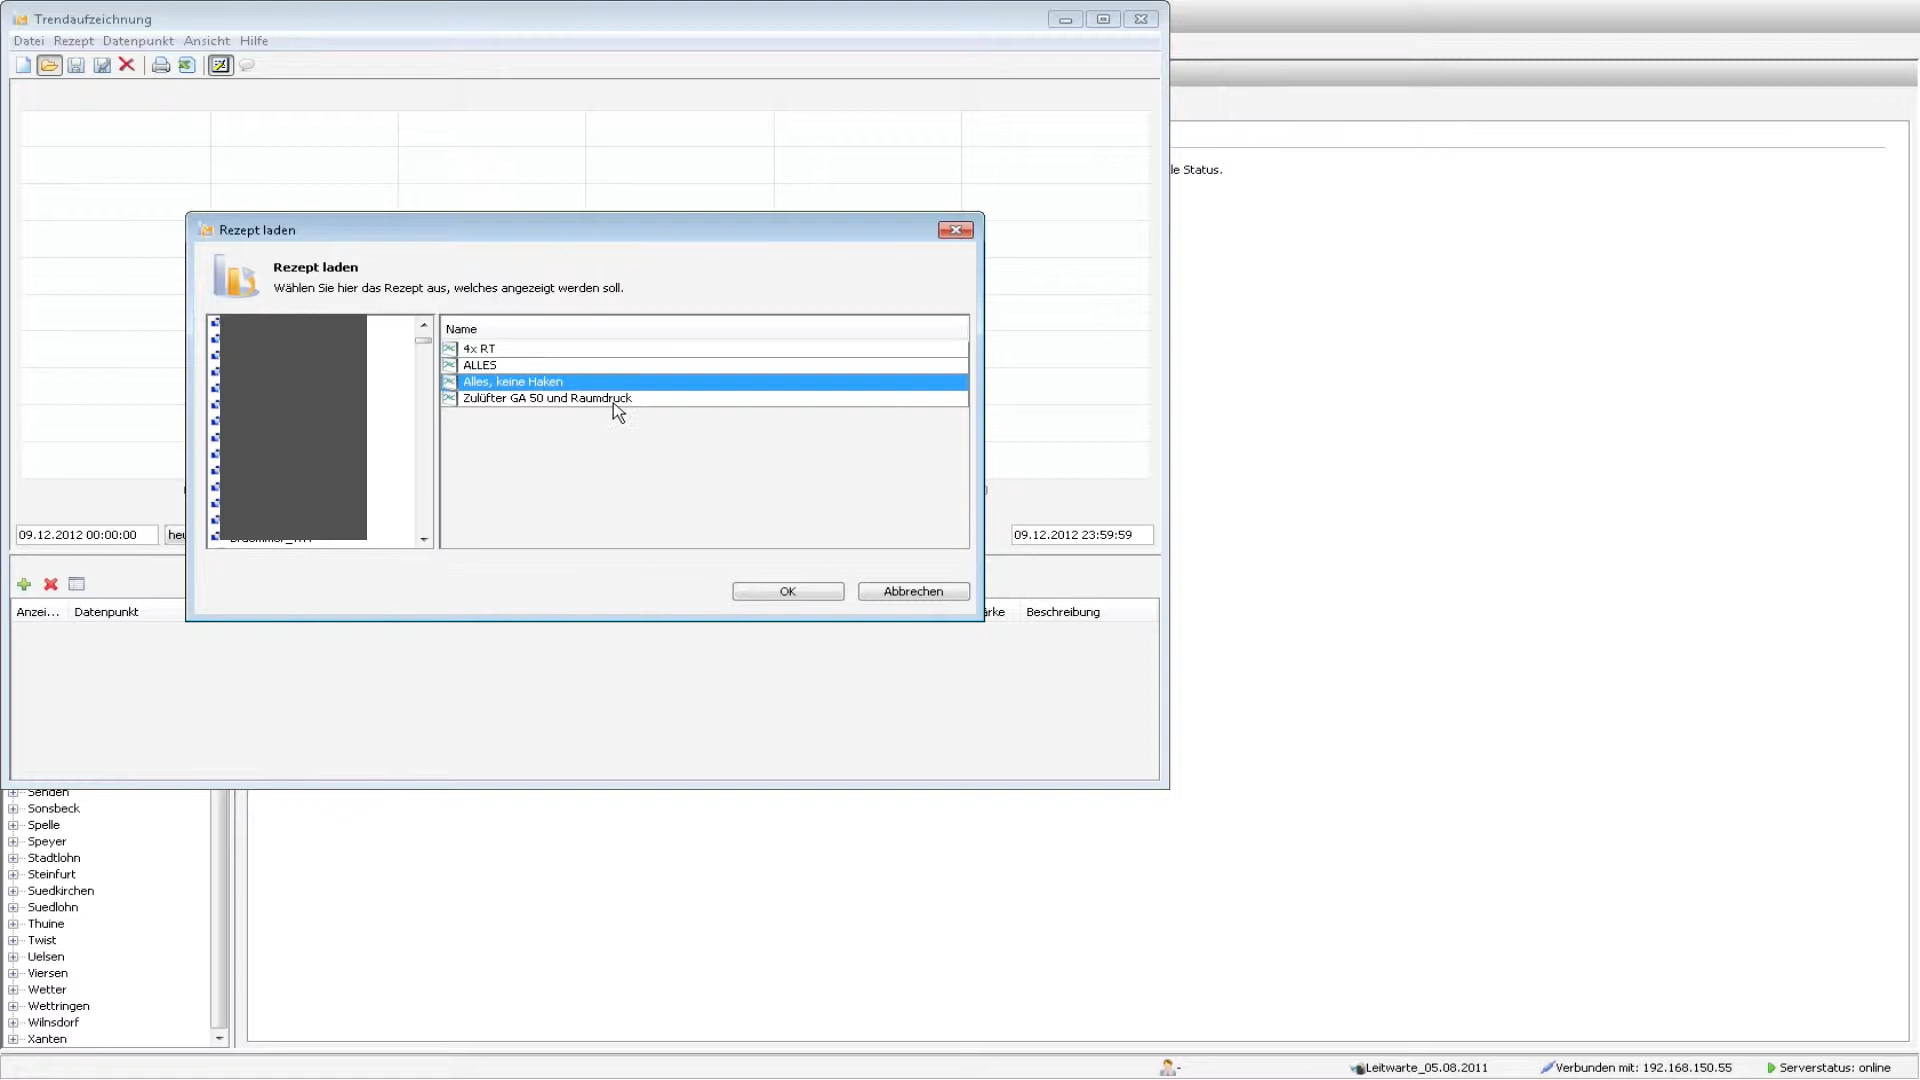 Trendaufzeichnung
Datei Rezept Datenpunkt Ansicht Hilfe
le Status.
Rezept laden
Rezept laden
Wählen Sie hier das Rezept aus, welches angezeigt werden soll.
Name
4x RT
ALLES
Alles, keine Haken
Zulüfter GA 50 und Raumdruck
09.12.2012 00:00:00
heu
09.12.2012 23:59:59
OK Abbrechen
Anzei... Datenpunkt
ärke Beschreibung
Senden
Sonsbeck
Spelle
Speyer
Stadtlohn
Steinfurt
Suedkirchen
Suedlohn
Thuine
Twist
Uelsen
Viersen
Wetter
Wettringen
Wilnsdorf
Xanten
- Leitwarte_05.08.2011 Verbunden mit: 192.168.150.55 Serverstatus: online